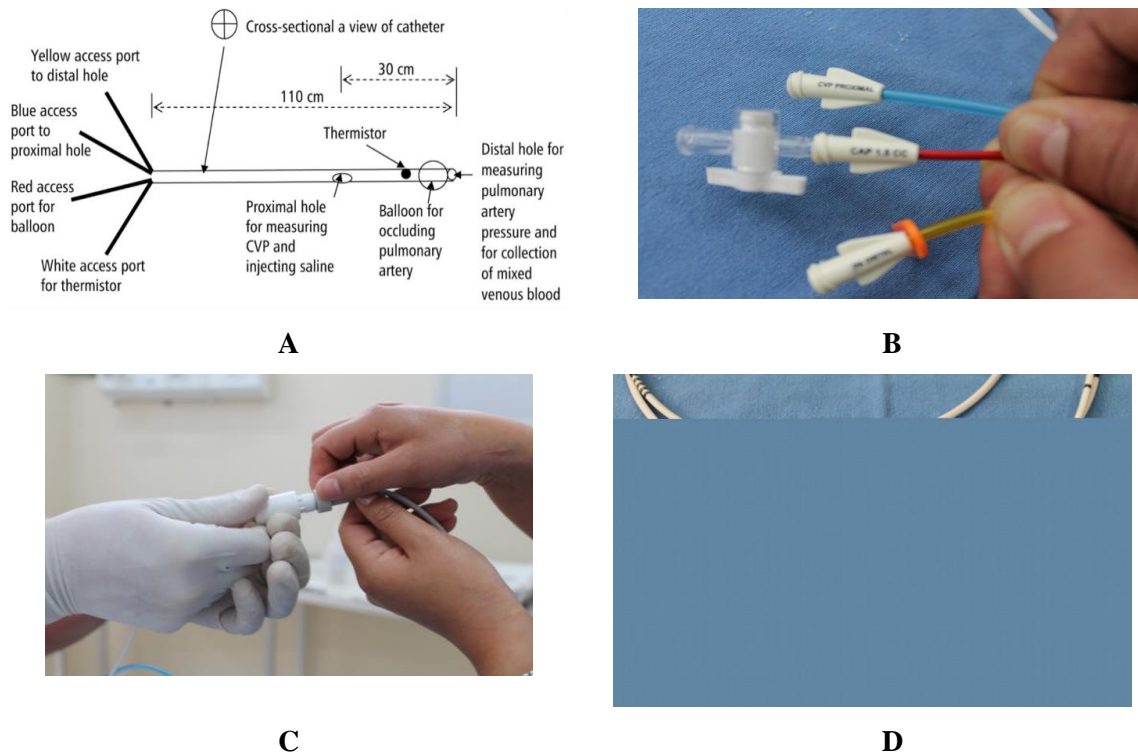 Cross-sectional a view of catheter
Yellow access port
to distal hole
30 cm
110 cm
Blue access
port to
proximal hole
Thermistor
Distal hole for
measuring
pulmonary
artery
pressure and
for collection
of mixed
venous blood
Red access
port for
balloon
Proximal hole
for measuring
CVP and
injecting saline
Balloon for
occluding
pulmonary
artery
White access port
for thermistor
CVP PROXIMAL
CAP 1.5 CC
A
B
C
D